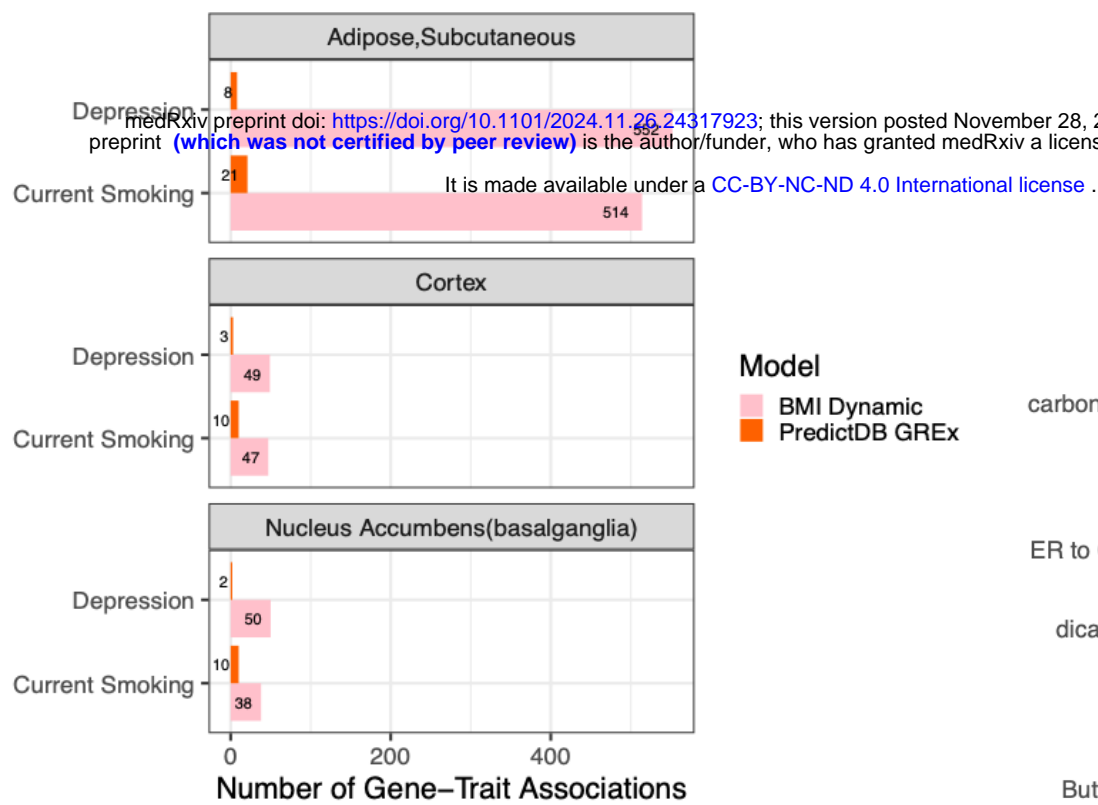 Adipose,Subcutaneous
8
Depression
552
medRxiv preprint doi: https://doi.org/10.1101/2024.11.26.24317923; this version posted November 28, 2
preprint (which was not certified by peer review) is the author/funder, who has granted medRxiv a licens
21
It is made available under a CC-BY-NC-ND 4.0 International license .
Current Smoking
514
Cortex
3
Depression
49
10
Current Smoking
47
Model
BMI Dynamic
PredictDB GREx
carbon
ER to
dica
But
Nucleus Accumbens(basalganglia)
2
Depression
50
10
Current Smoking
38
0 200 400
Number of Gene–Trait Associations